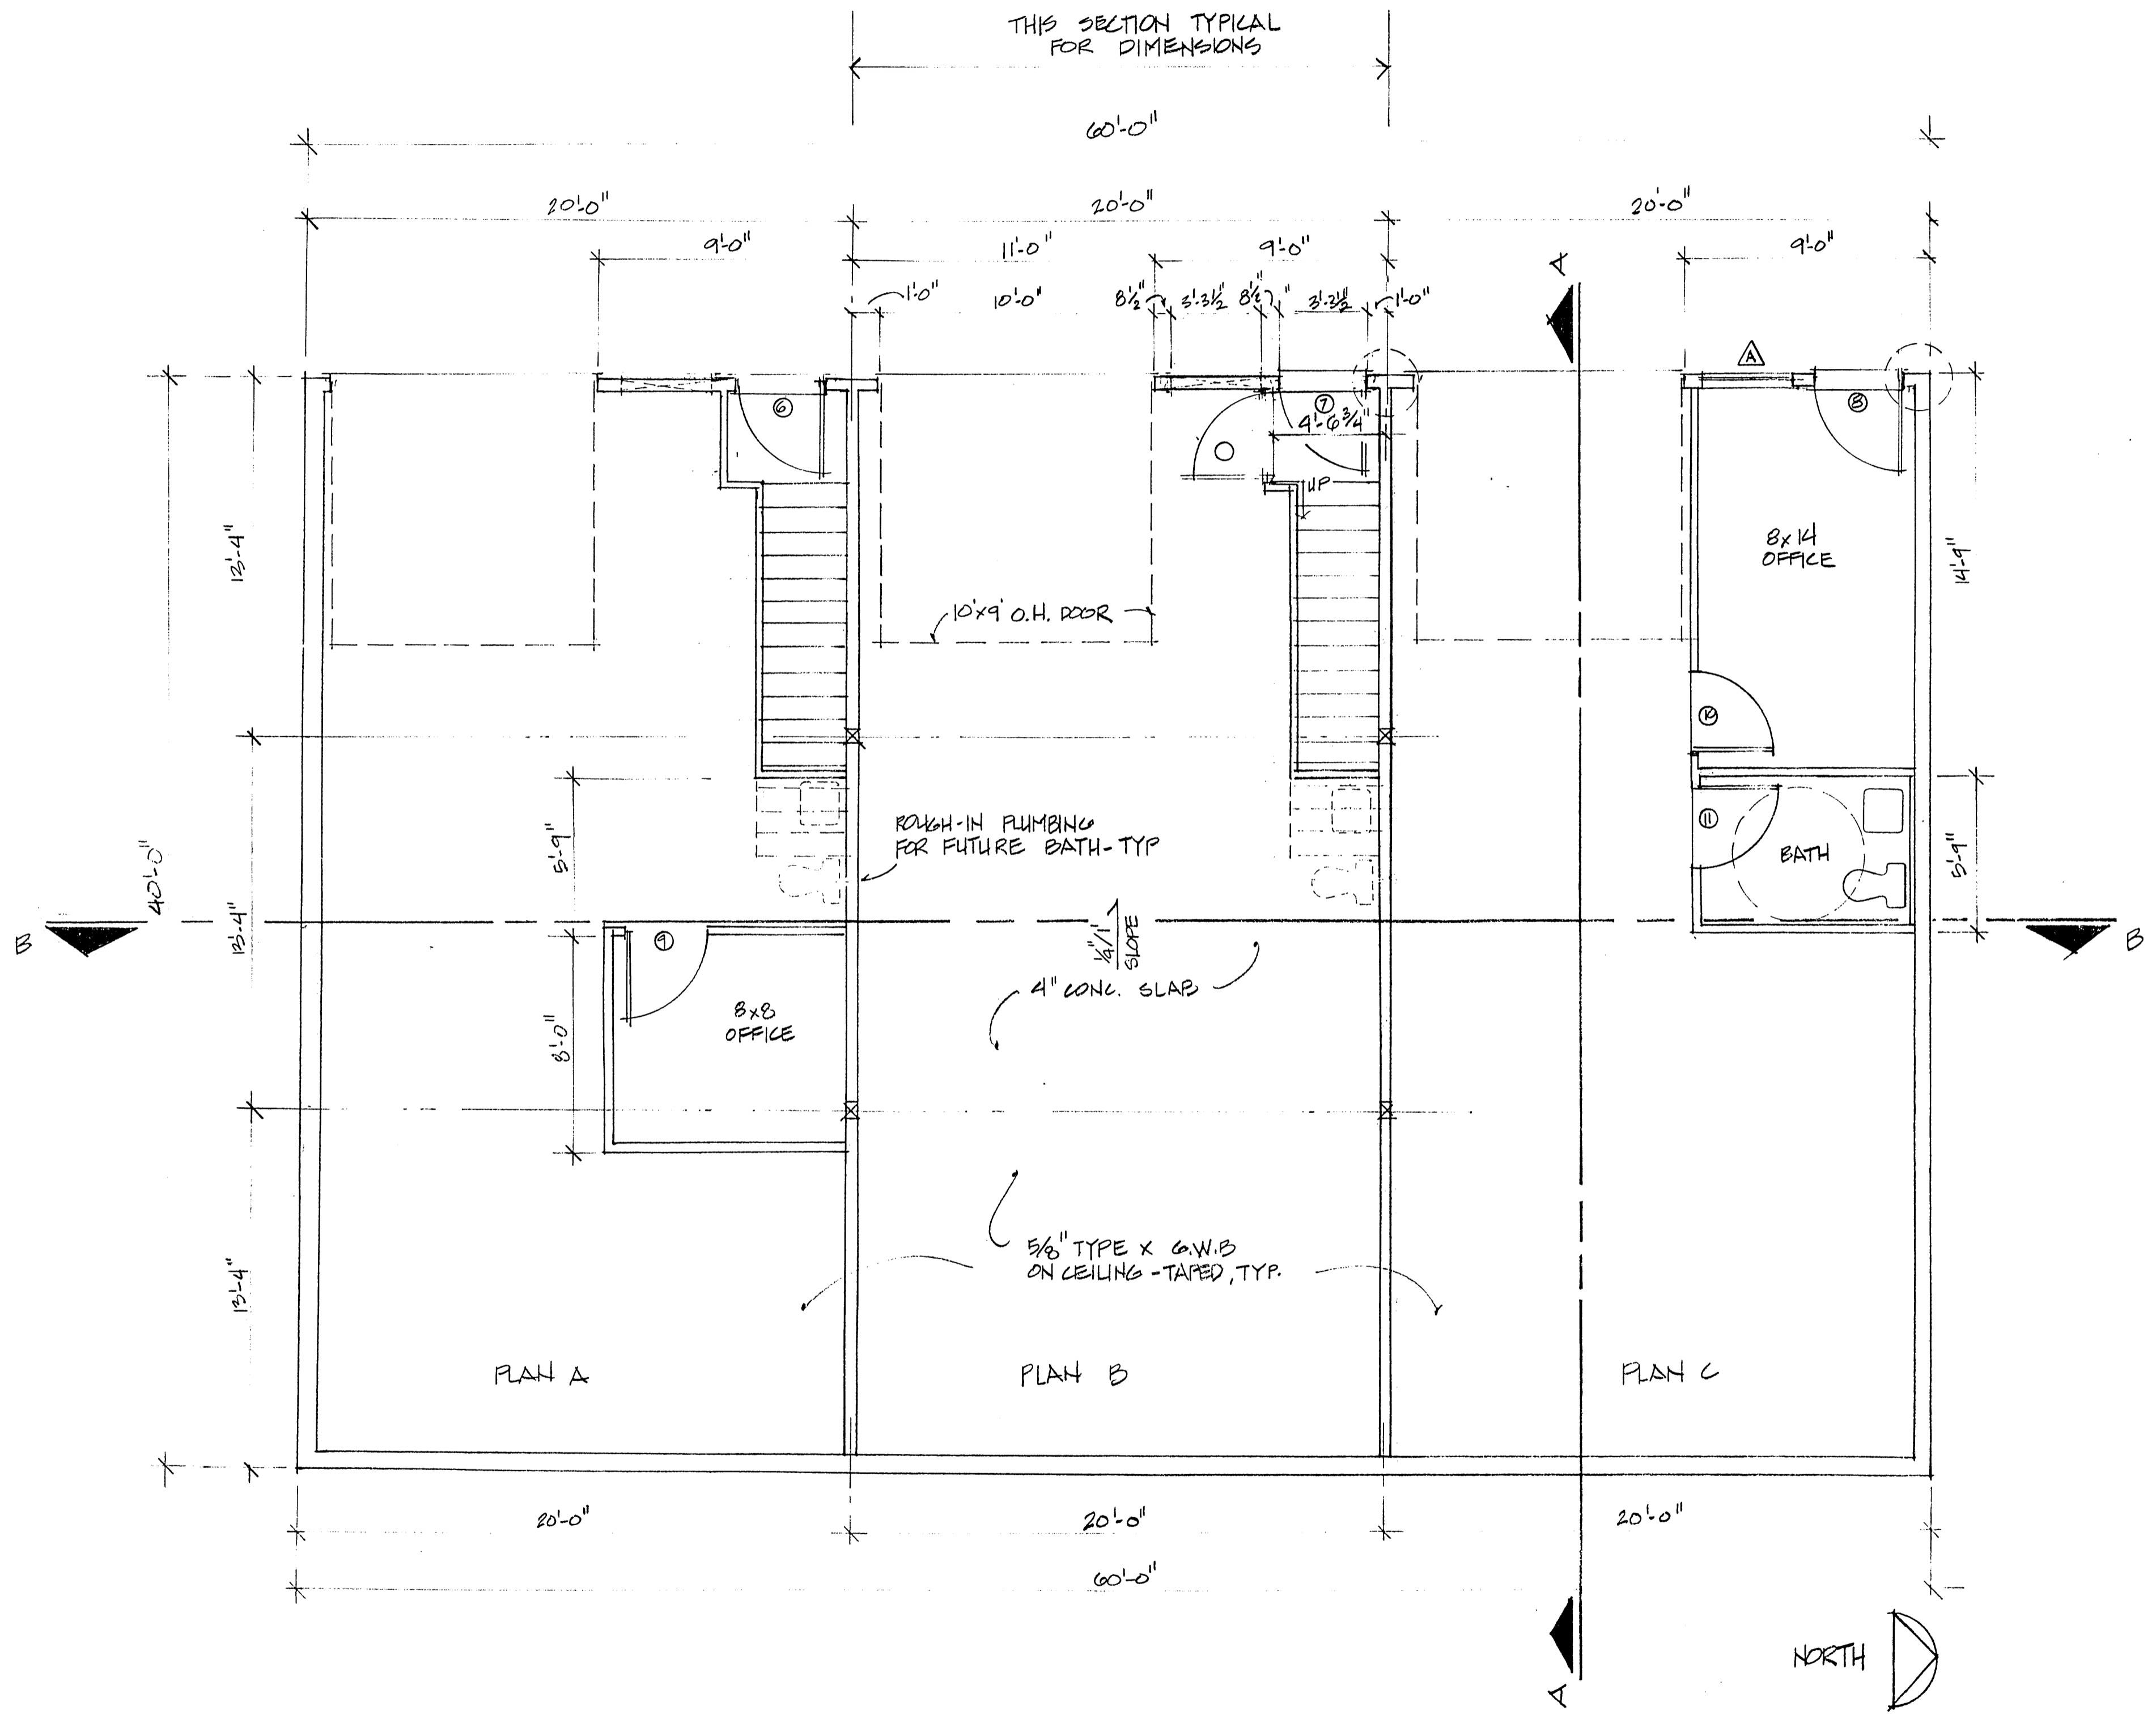 THIS SECTION TYPICAL
FOR DIMENSIONS
60'-0"
20'-0"
20'-0"
20'-0"
9'-0"
11'-0"
9'-0"
9'-0"
A
1'-0"
10'-0"
8½"
3'-3½"
8½"
3'-3½"
1'-0"
A
6
7
8
4'-6¾"
UP
13'-4"
8x14
OFFICE
14'-9"
10'x9' O.H. DOOR
10
5'-9"
ROUGH-IN PLUMBING
FOR FUTURE BATH-TYP
11
BATH
5'-9"
40'-0"
13'-4"
B
9
¼"/1'
SLOPE
B
4" CONC. SLAB
8x8
OFFICE
8'-0"
5/8" TYPE X G.W.B
ON CEILING -TAPED, TYP.
13'-4"
PLAN A
PLAN B
PLAN C
20'-0"
20'-0"
20'-0"
60'-0"
NORTH
A